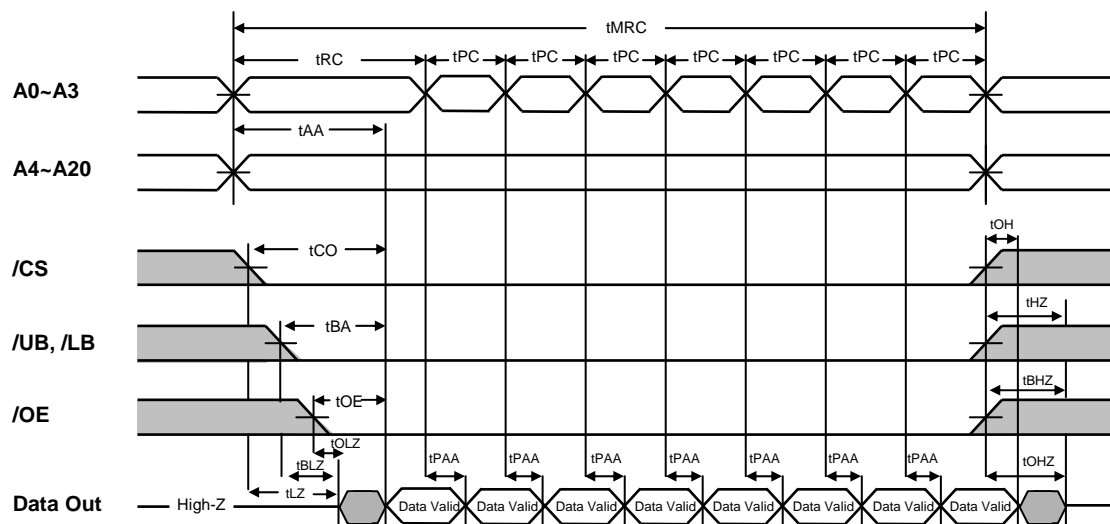 tMRC
tRC tPC tPC tPC tPC tPC tPC tPC
A0~A3
tAA
A4~A20
tOH
tCO
/CS
tHZ
tBA
/UB, /LB
tBHZ
tOE
/OE
tOLZ
tPAA tPAA tPAA tPAA tPAA tPAA tPAA
tBLZ
tOHZ
tLZ
Data Out High-Z Data Valid Data Valid Data Valid Data Valid Data Valid Data Valid Data Valid Data Valid